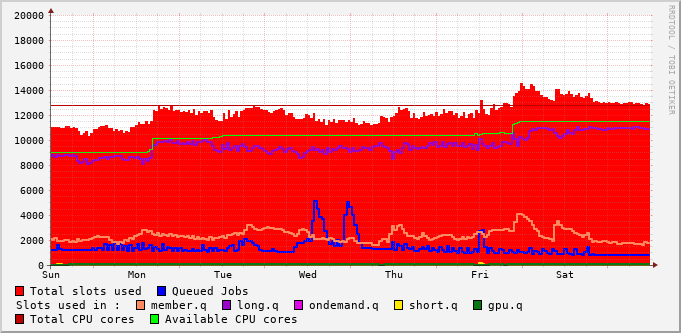 20000
18000
16000
14000
12000
10000
8000
6000
4000
2000
0
Sun Mon Tue Wed Thu Fri Sat
RRDTOOL / TOBI OETIKER
Total slots used Queued Jobs
Slots used in : member.q long.q ondemand.q short.q gpu.q
Total CPU cores Available CPU cores